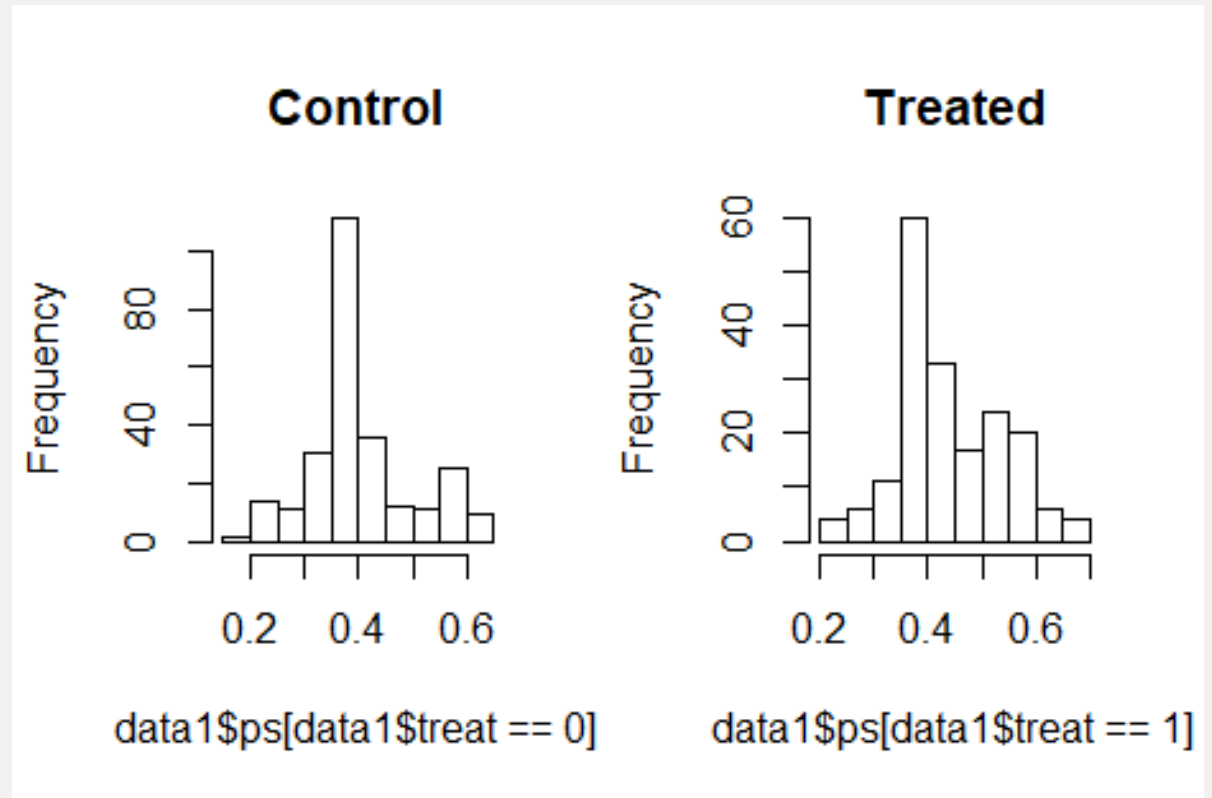 Control
Frequency
0
40
80
0.2 0.4 0.6
data1$ps[data1$treat == 0]
Treated
Frequency
0
20
40
60
0.2 0.4 0.6
data1$ps[data1$treat == 1]